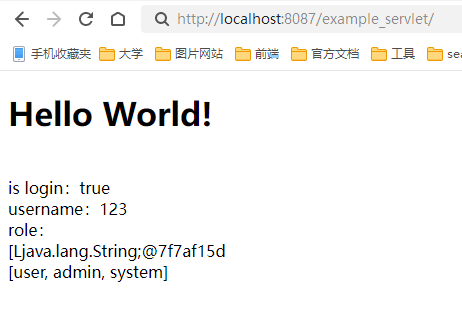 http://localhost:8087/example_servlet/
手机收藏夹 大学 图片网站 前端 官方文档 工具 sea
Hello World!
is login：true
username：123
role：
[Ljava.lang.String;@7f7af15d
[user, admin, system]